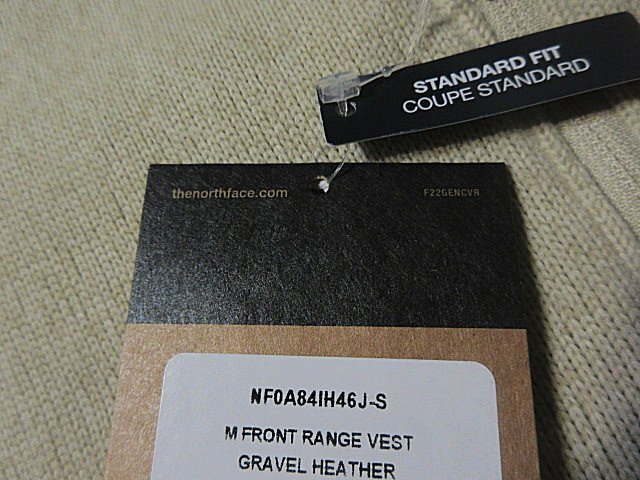 STANDARD FIT
COUPE STANDARD
thenorthface.com
F22GENCVR
NF0A84IH46J-S
M FRONT RANGE VEST
GRAVEL HEATHER